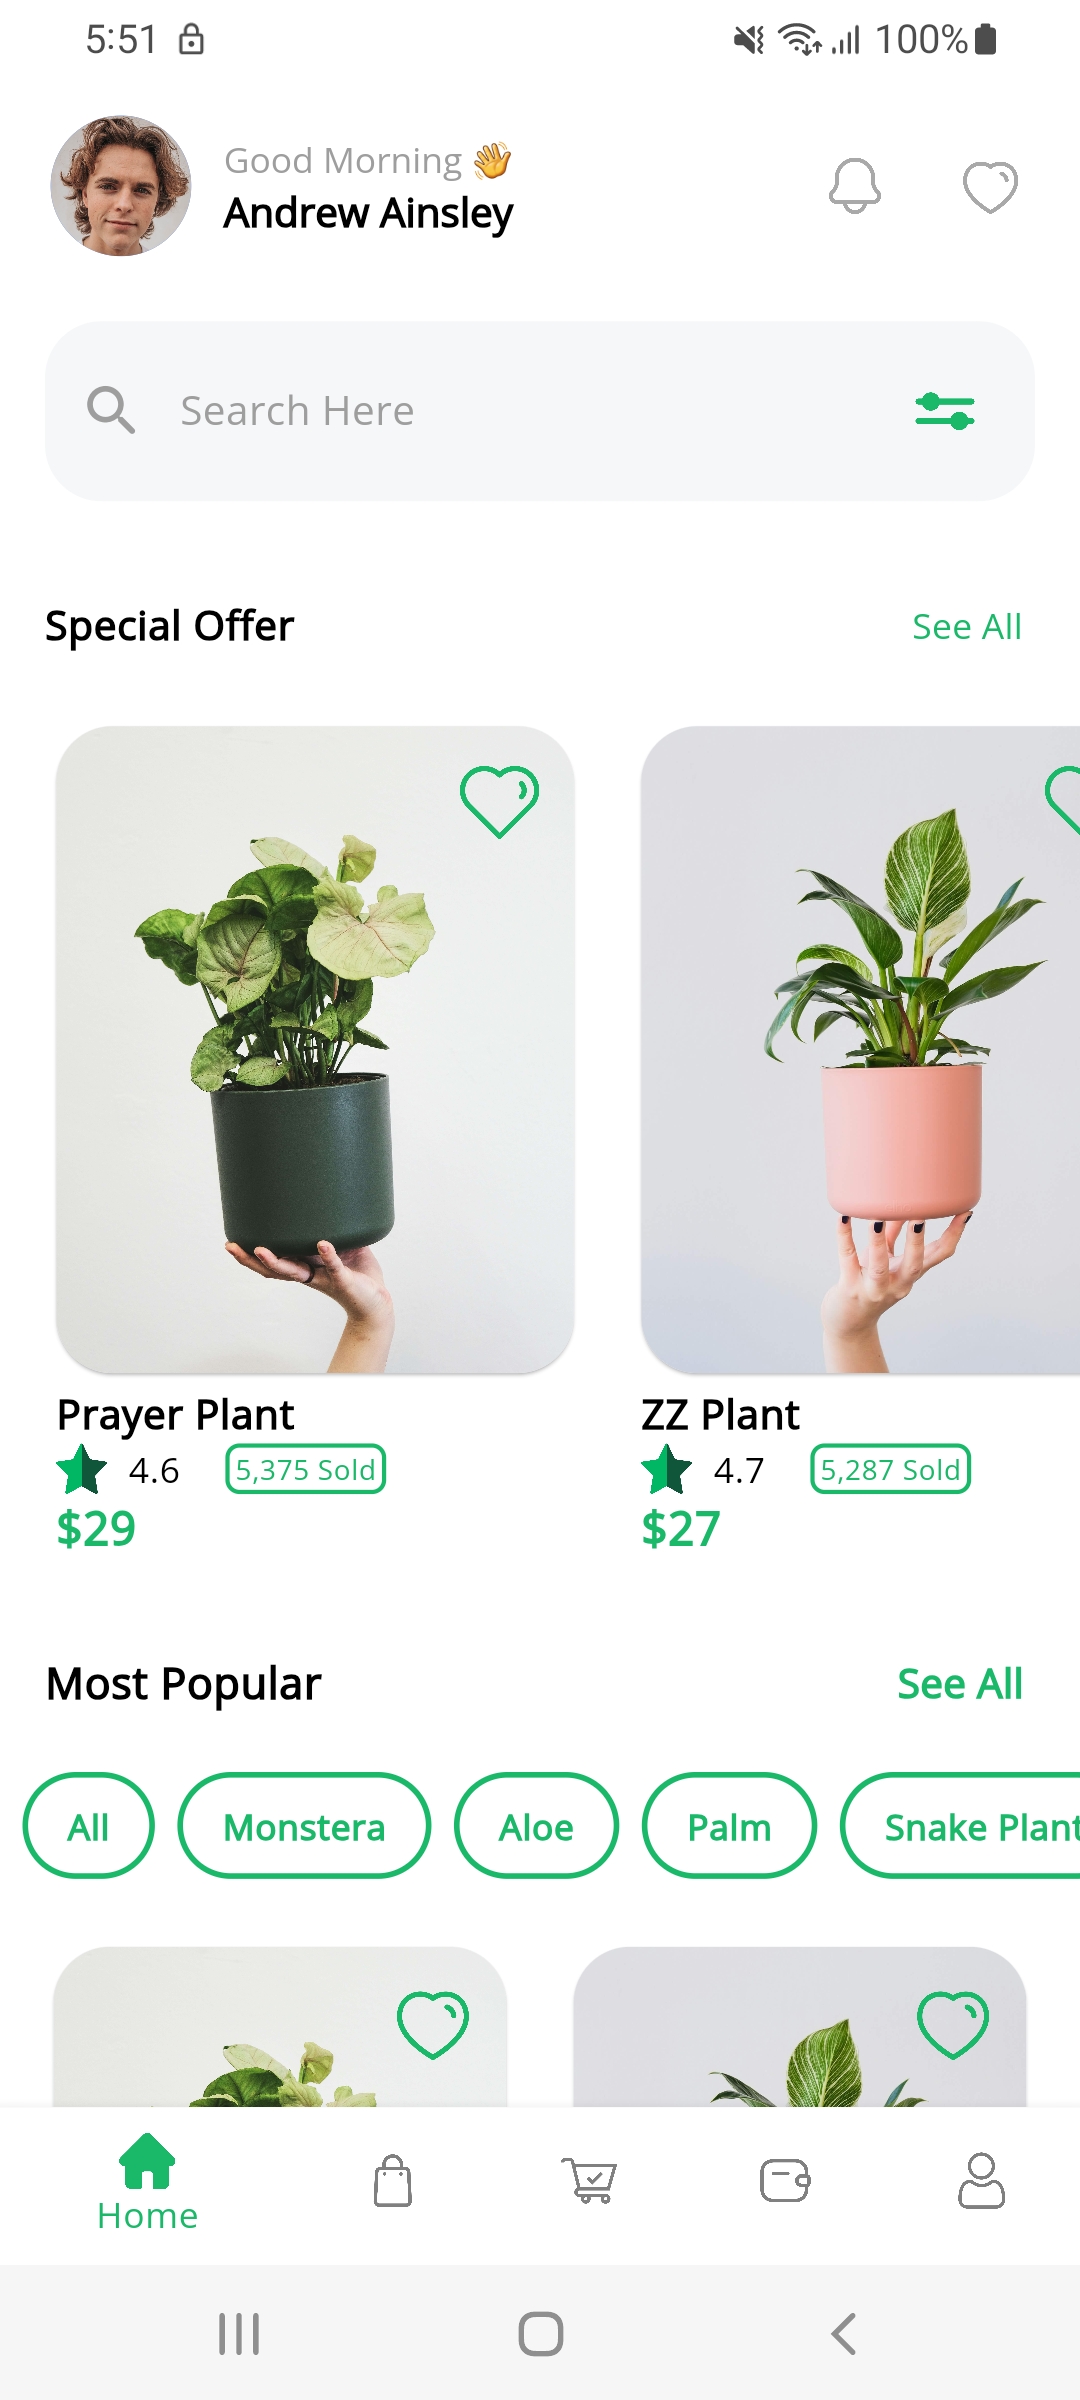 5:51
100%
Good Morning 👋
Andrew Ainsley
Search Here
Special Offer
See All
Prayer Plant
4.6
5,375 Sold
$29
ZZ Plant
4.7
5,287 Sold
$27
Most Popular
See All
All
Monstera
Aloe
Palm
Snake Plant
Home